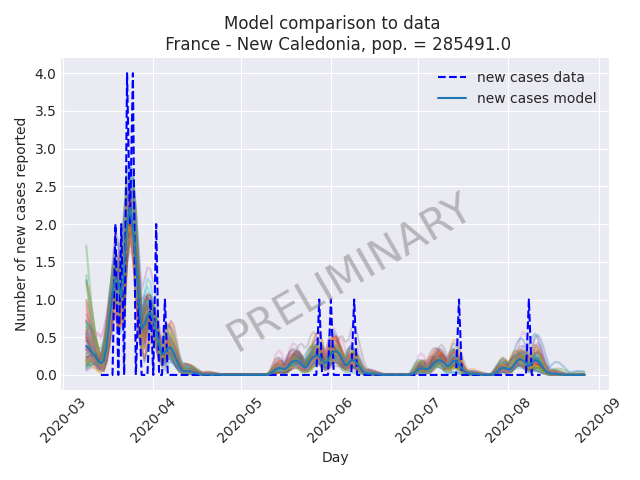 Model comparison to data
France - New Caledonia, pop. = 285491.0
new cases data
new cases model
Number of new cases reported
4.0
3.5
3.0
2.5
2.0
1.5
1.0
0.5
0.0
PRELIMINARY
2020-03
2020-04
2020-05
2020-06
2020-07
2020-08
2020-09
Day